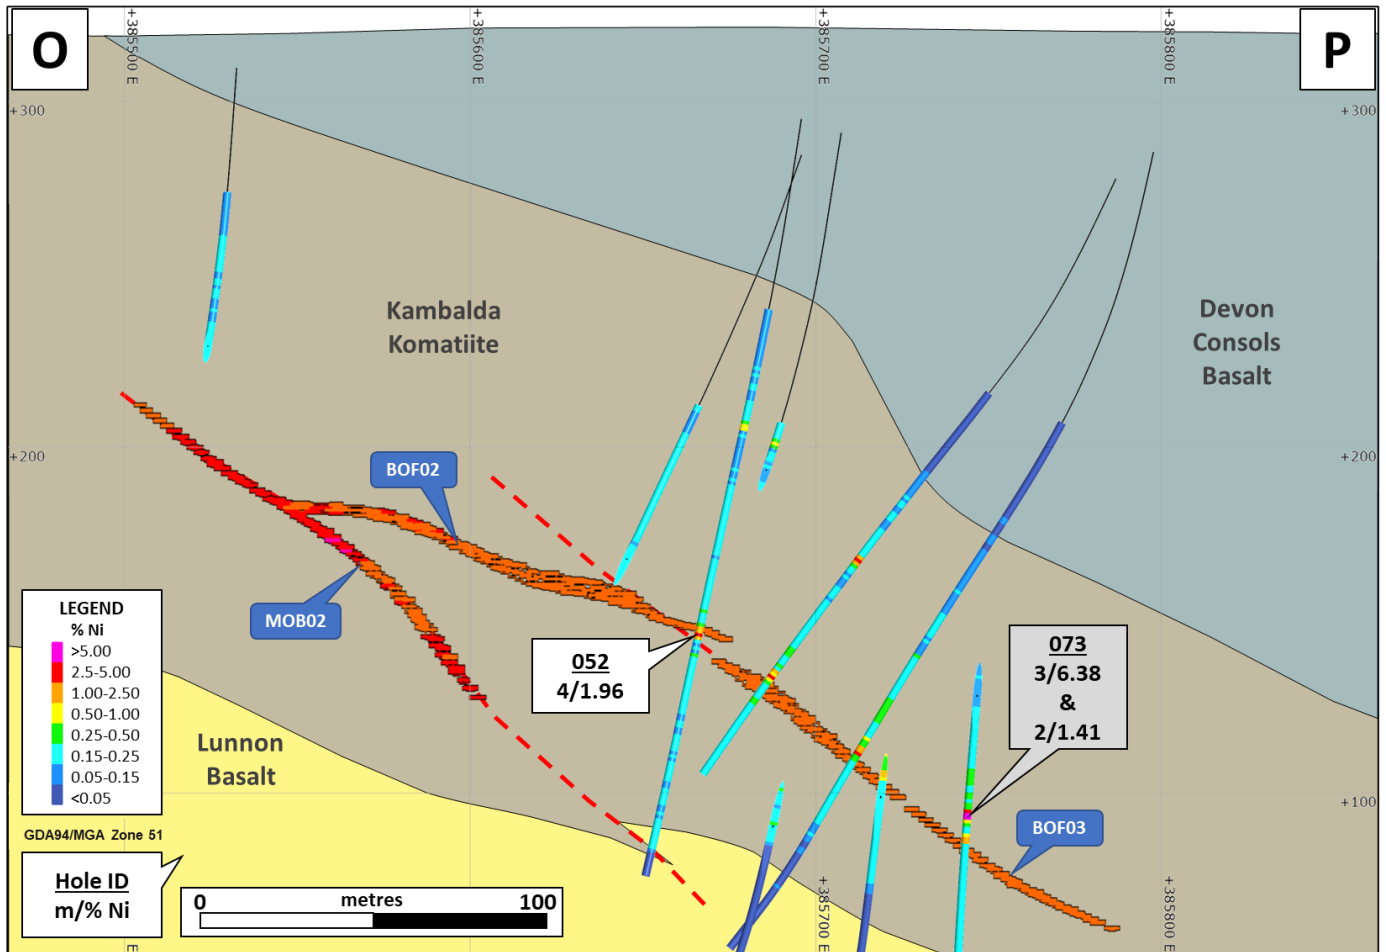 O
P
+385500 E
+385600 E
+385700 E
+385800 E
+300
+300
Kambalda
Komatiite
Devon
Consols
Basalt
+200
+200
BOF02
MOB02
LEGEND
% Ni
>5.00
2.5-5.00
1.00-2.50
0.50-1.00
0.25-0.50
0.15-0.25
0.05-0.15
<0.05
052
4/1.96
073
3/6.38
&
2/1.41
Lunnon
Basalt
+100
BOF03
GDA94/MGA Zone 51
Hole ID
m/% Ni
0
metres
100
E
+385700 E
+385800 E